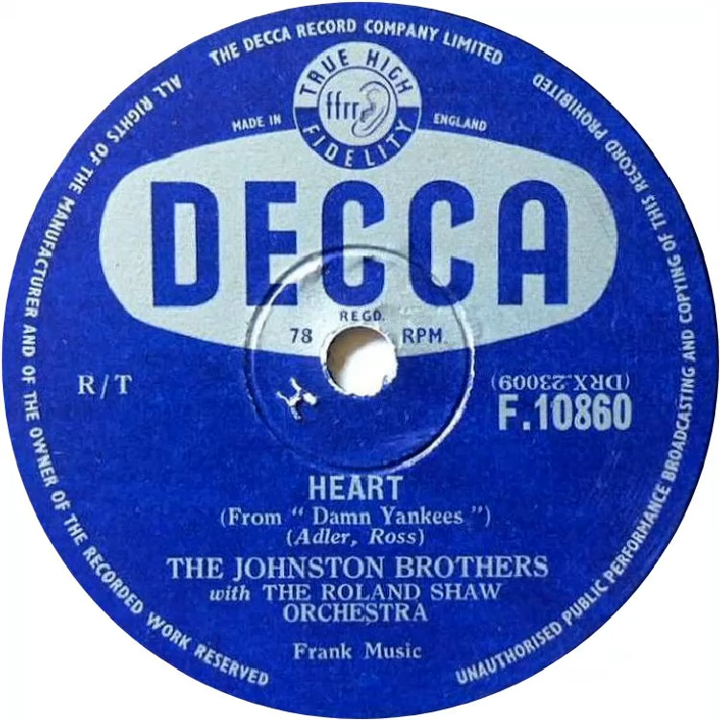 THE DECCA RECORD COMPANY LIMITED
TRUE HIGH
ffrr
FIDELITY
MADE IN ENGLAND
DECCA
REGD.
78 RPM
R/T
(DRX.23009)
F.10860
HEART
(From “ Damn Yankees ”)
(Adler, Ross)
THE JOHNSTON BROTHERS
with THE ROLAND SHAW
ORCHESTRA
Frank Music
ALL RIGHTS OF THE MANUFACTURER AND OF THE OWNER OF THE RECORDED WORK RESERVED
UNAUTHORISED PUBLIC PERFORMANCE BROADCASTING AND COPYING OF THIS RECORD PROHIBITED